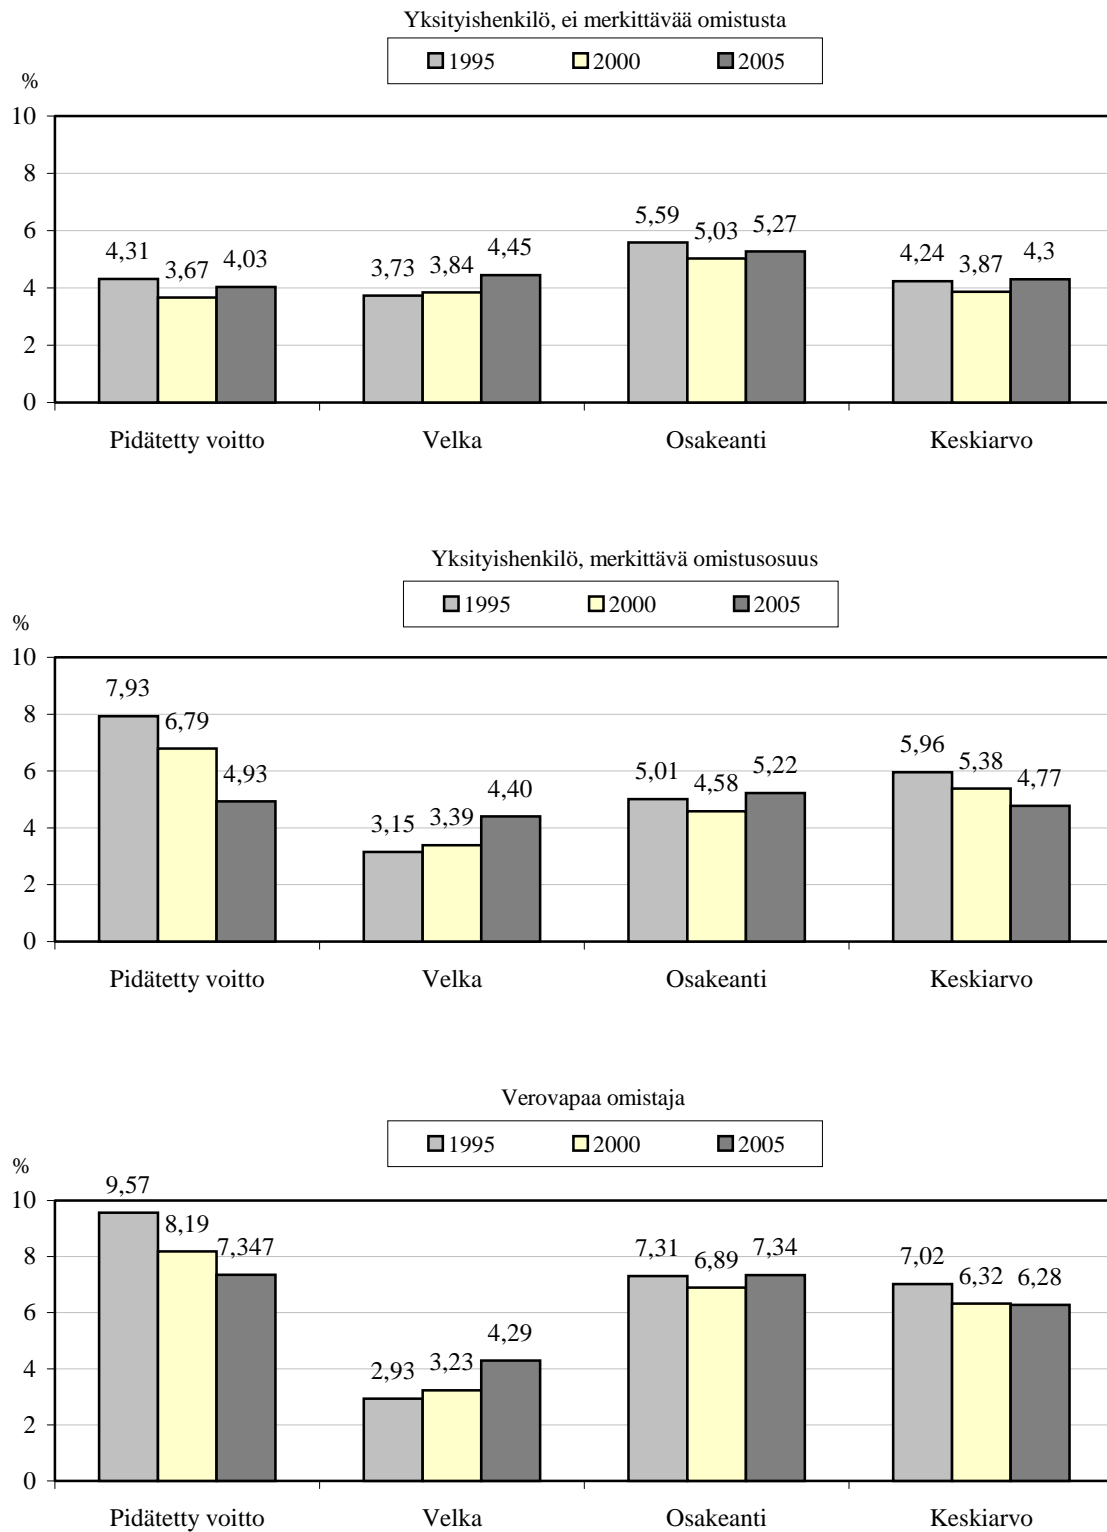 Yksityishenkilö, ei merkittävää omistusta
1995 2000 2005
%
10
8
6
4
2
0
4,31 3,67 4,03 3,73 3,84 4,45 5,59 5,03 5,27 4,24 3,87 4,3
Pidätetty voitto Velka Osakeanti Keskiarvo
Yksityishenkilö, merkittävä omistusosuus
1995 2000 2005
%
10
8
6
4
2
0
7,93 6,79 4,93 3,15 3,39 4,40 5,01 4,58 5,22 5,96 5,38 4,77
Pidätetty voitto Velka Osakeanti Keskiarvo
Verovapaa omistaja
1995 2000 2005
%
10
8
6
4
2
0
9,57 8,19 7,347 2,93 3,23 4,29 7,31 6,89 7,34 7,02 6,32 6,28
Pidätetty voitto Velka Osakeanti Keskiarvo